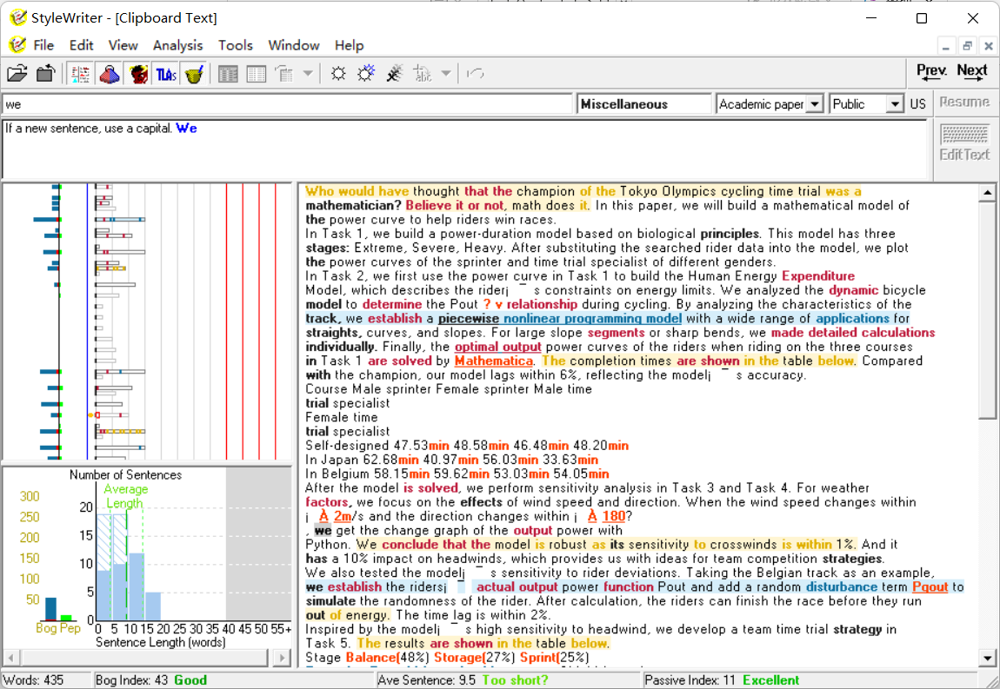 StyleWriter - [Clipboard Text]
File Edit View Analysis Tools Window Help
TLAs
Prev. Next
we
Miscellaneous
Academic paper
Public
US
Resume
If a new sentence, use a capital. We
Edit Text
Who would have thought that the champion of the Tokyo Olympics cycling time trial was a
mathematician? Believe it or not, math does it. In this paper, we will build a mathematical model of
the power curve to help riders win races.
In Task 1, we build a power-duration model based on biological principles. This model has three
stages: Extreme, Severe, Heavy. After substituting the searched rider data into the model, we plot
the power curves of the sprinter and time trial specialist of different genders.
In Task 2, we first use the power curve in Task 1 to build the Human Energy Expenditure
Model, which describes the rider¡ ¯ s constraints on energy limits. We analyzed the dynamic bicycle
model to determine the Pout ? v relationship during cycling. By analyzing the characteristics of the
track, we establish a piecewise nonlinear programming model with a wide range of applications for
straights, curves, and slopes. For large slope segments or sharp bends, we made detailed calculations
individually. Finally, the optimal output power curves of the riders when riding on the three courses
in Task 1 are solved by Mathematica. The completion times are shown in the table below. Compared
with the champion, our model lags within 6%, reflecting the model¡ ¯ s accuracy.
Course Male sprinter Female sprinter Male time
trial specialist
Female time
trial specialist
Self-designed 47.53min 48.58min 46.48min 48.20min
In Japan 62.68min 40.97min 56.03min 33.63min
In Belgium 58.15min 59.62min 53.03min 54.05min
After the model is solved, we perform sensitivity analysis in Task 3 and Task 4. For weather
factors, we focus on the effects of wind speed and direction. When the wind speed changes within
¡ À 2m/s and the direction changes within ¡ À 180?
, we get the change graph of the output power with
Python. We conclude that the model is robust as its sensitivity to crosswinds is within 1%. And it
has a 10% impact on headwinds, which provides us with ideas for team competition strategies.
We also tested the model¡ ¯ s sensitivity to rider deviations. Taking the Belgian track as an example,
we establish the riders¡ ¯ actual output power function Pout and add a random disturbance term Pqout to
simulate the randomness of the rider. After calculation, the riders can finish the race before they run
out of energy. The time lag is within 2%.
Inspired by the model¡ ¯ s high sensitivity to headwind, we develop a team time trial strategy in
Task 5. The results are shown in the table below.
Stage Balance(48%) Storage(27%) Sprint(25%)
Number of Sentences
Average
Length
300
250
200
150
100
50
Bog Pep
20
15
10
5
0
0 5 10 15 20 25 30 35 40 45 50 55+
Sentence Length (words)
Words: 435
Bog Index: 43 Good
Ave Sentence: 9.5 Too short?
Passive Index: 11 Excellent